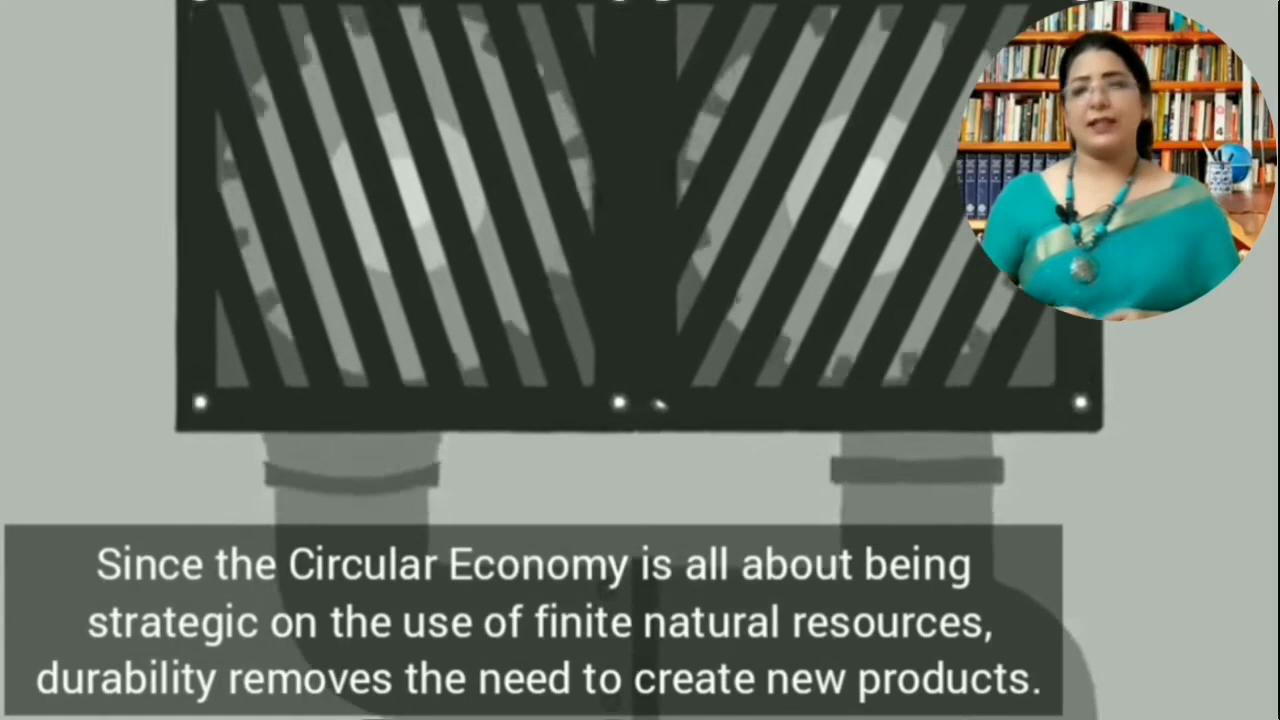 Since the Circular Economy is all about being
strategic on the use of finite natural resources,
durability removes the need to create new products.